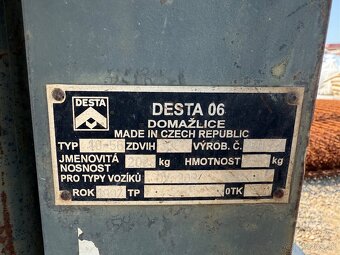 DESTA
DESTA 06
DOMAŽLICE
MADE IN CZECH REPUBLIC
TYP ZDVIH VÝROB. Č.
JMENOVITÁ
NOSNOST kg HMOTNOST kg
PRO TYPY VOZÍKŮ
ROK TP OTK